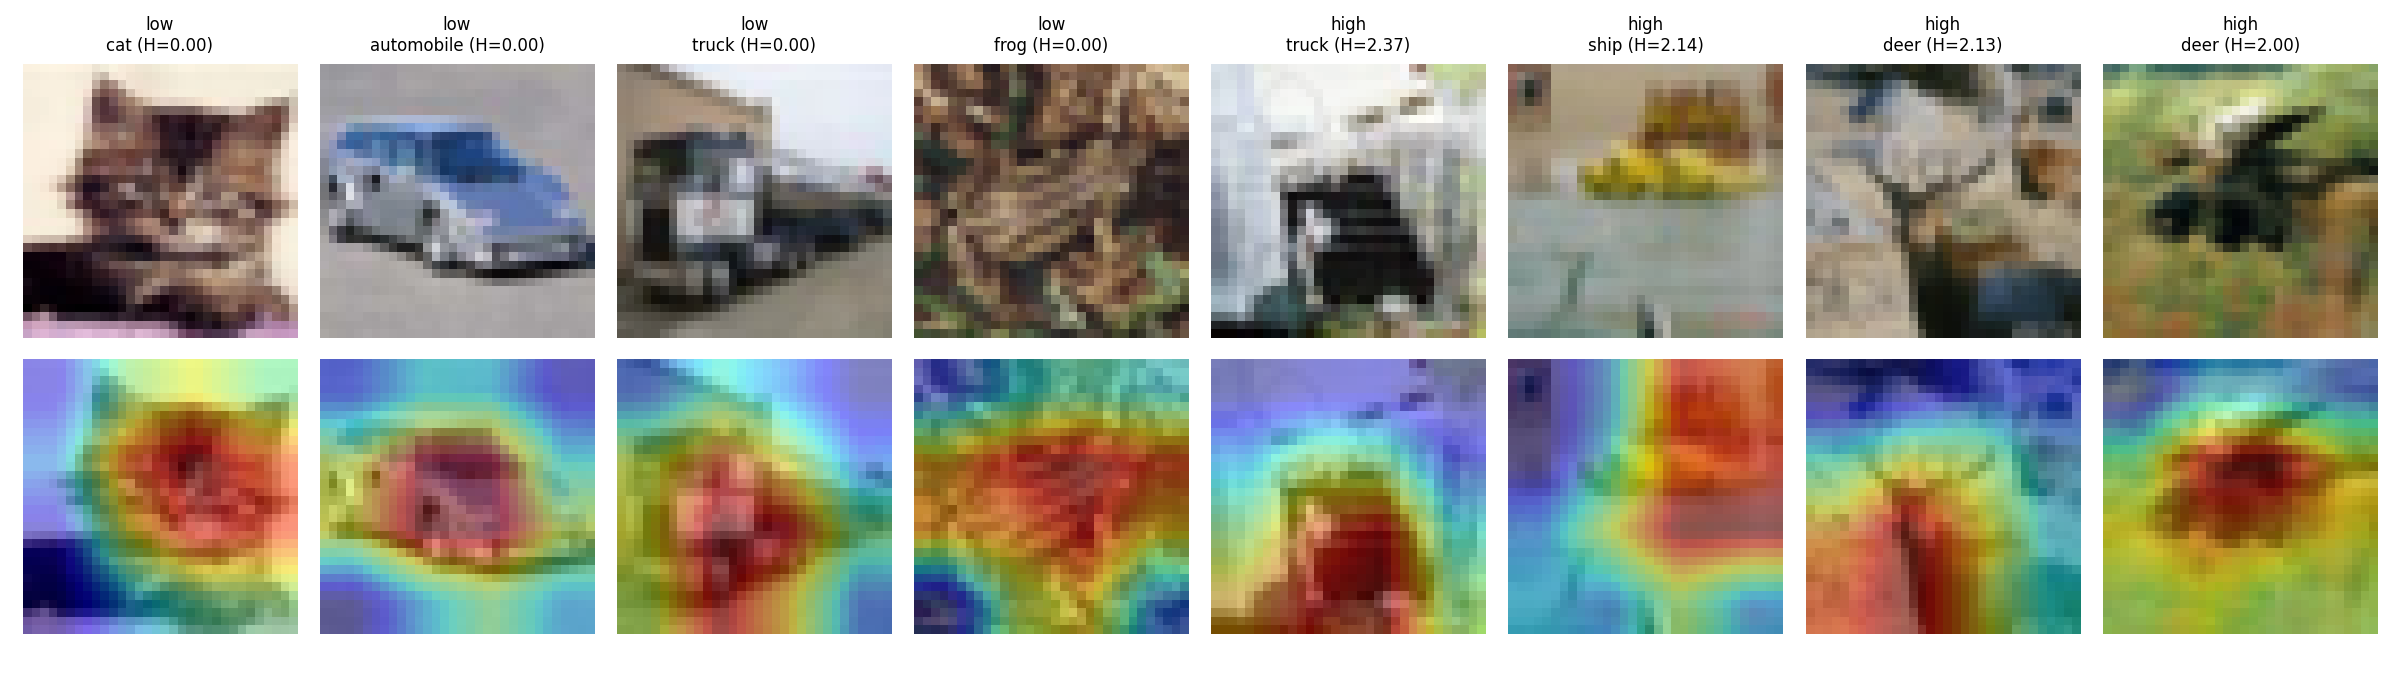 low
cat (H=0.00)
low
automobile (H=0.00)
low
truck (H=0.00)
low
frog (H=0.00)
high
truck (H=2.37)
high
ship (H=2.14)
high
deer (H=2.13)
high
deer (H=2.00)